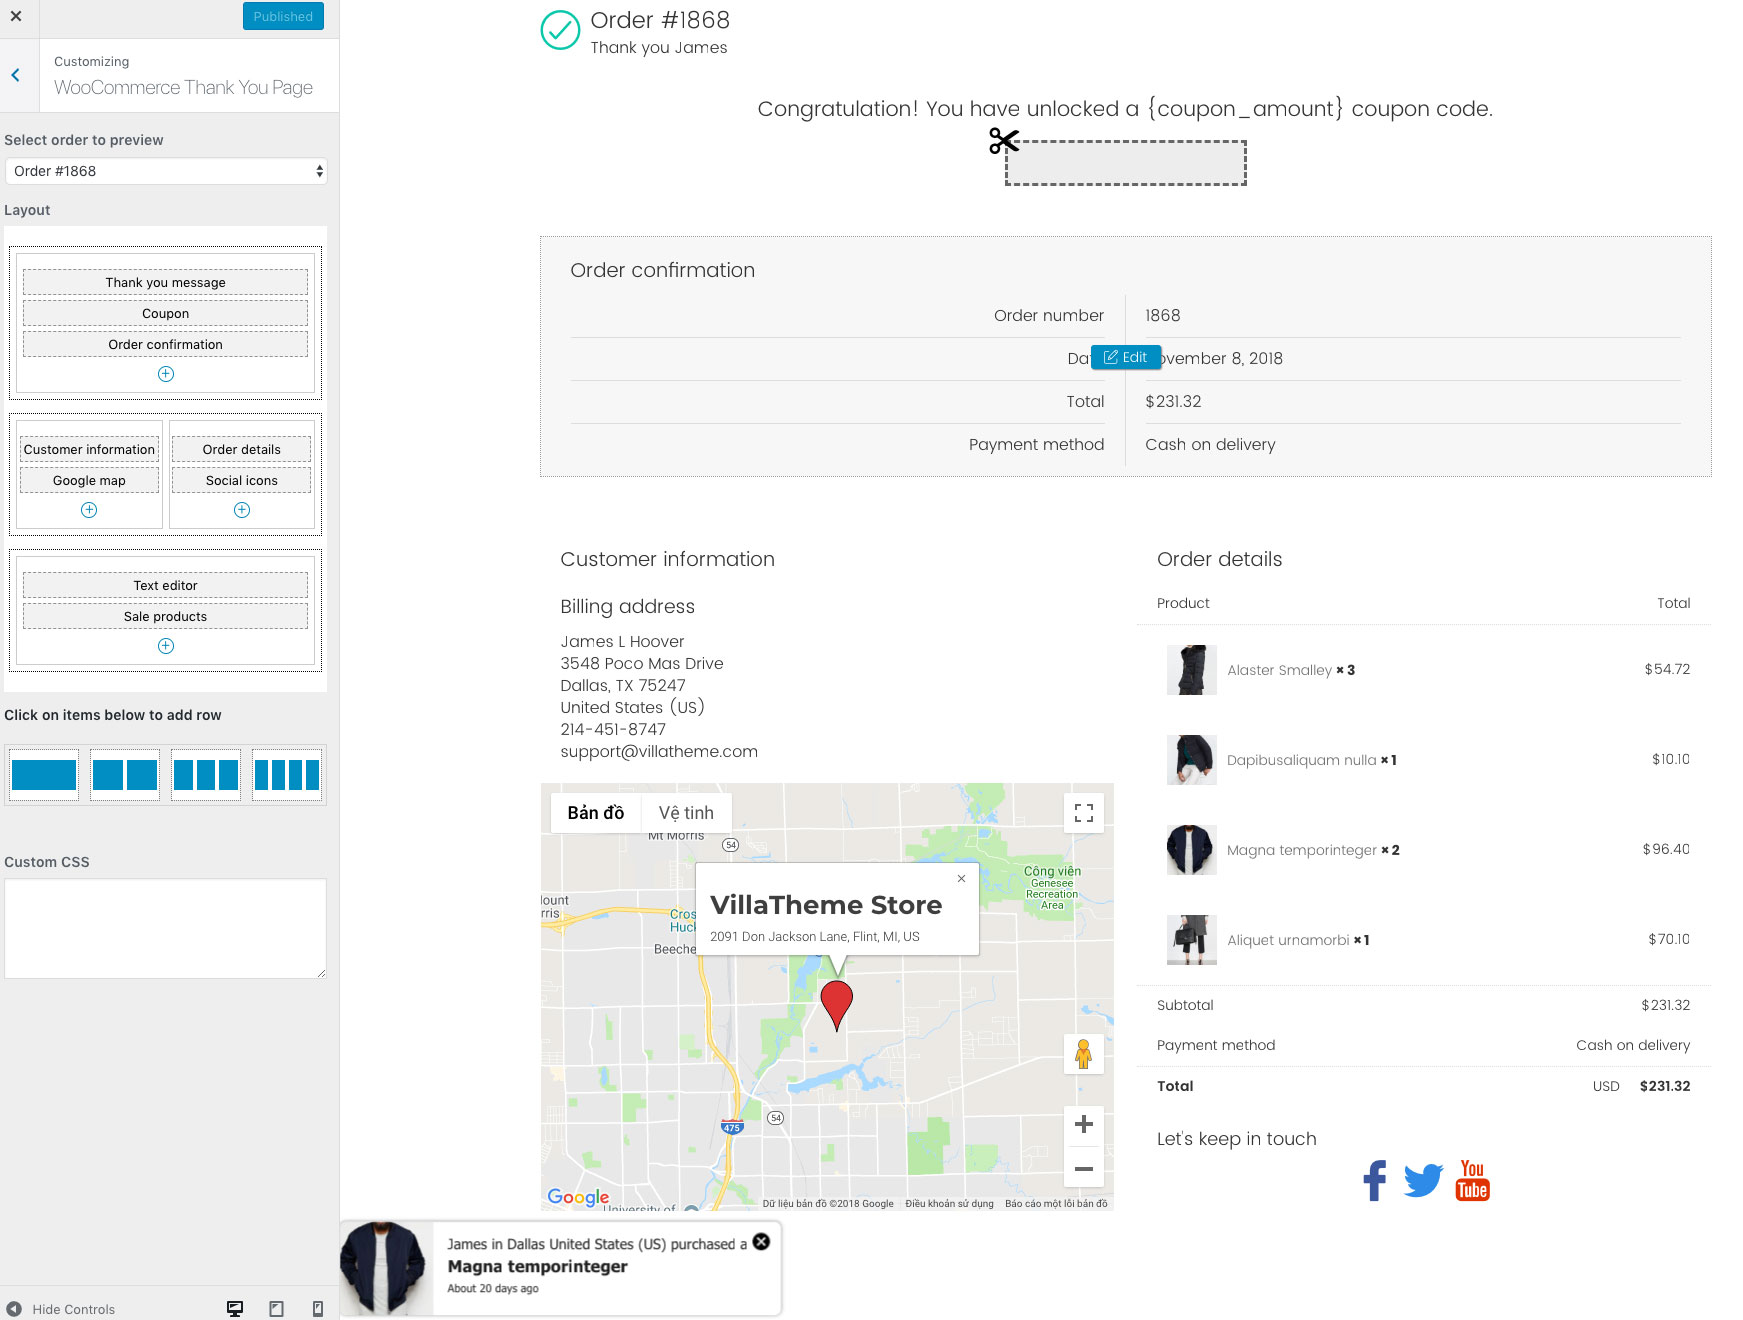 Published
Customizing
WooCommerce Thank You Page
Select order to preview
Order #1868
Layout
Thank you message
Coupon
Order confirmation
Customer information
Google map
Order details
Social icons
Text editor
Sale products
Click on items below to add row
Custom CSS
Hide Controls
Order #1868
Thank you James
Congratulation! You have unlocked a {coupon_amount} coupon code.
Order confirmation
Order number 1868
Edit
ovember 8, 2018
Total $231.32
Payment method Cash on delivery
Customer information
Billing address
James L Hoover
3548 Poco Mas Drive
Dallas, TX 75247
United States (US)
214-451-8747
support@villatheme.com
Bản đồ Vệ tinh
Mt Morris
54
Công viên
Genesee
Recreation
Area
VillaTheme Store
2091 Don Jackson Lane, Flint, MI, US
54
475
Google
Dữ liệu bản đồ ©2018 Google Điều khoản sử dụng Báo cáo một lỗi bản đồ
University of
Order details
Product Total
Alaster Smalley × 3 $54.72
Dapibusaliquam nulla × 1 $10.10
Magna temporinteger × 2 $96.40
Aliquet urnamorbi × 1 $70.10
Subtotal $231.32
Payment method Cash on delivery
Total USD $231.32
Let's keep in touch
You
Tube
James in Dallas United States (US) purchased a
Magna temporinteger
About 20 days ago